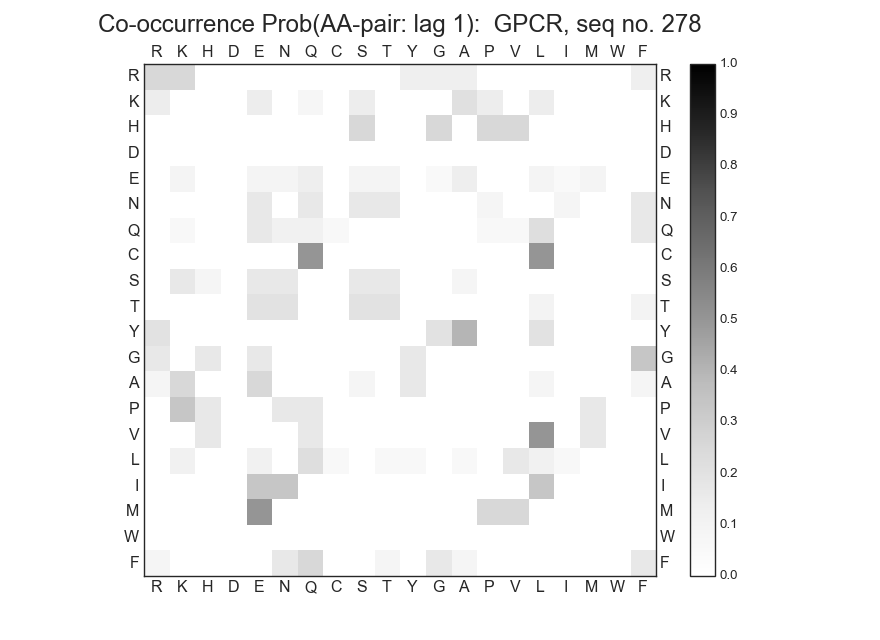 Co-occurrence Prob(AA-pair: lag 1):  GPCR, seq no. 278
R K H D E N Q C S T Y G A P V L I M W F
1.0
R R
K K
0.9
H H
D D
0.8
E E
N N
0.7
Q Q
C C
0.6
S S
T T
0.5
Y Y
G G
0.4
A A
P P
0.3
V V
L L
0.2
I I
M M
0.1
W W
F F
0.0
R K H D E N Q C S T Y G A P V L I M W F